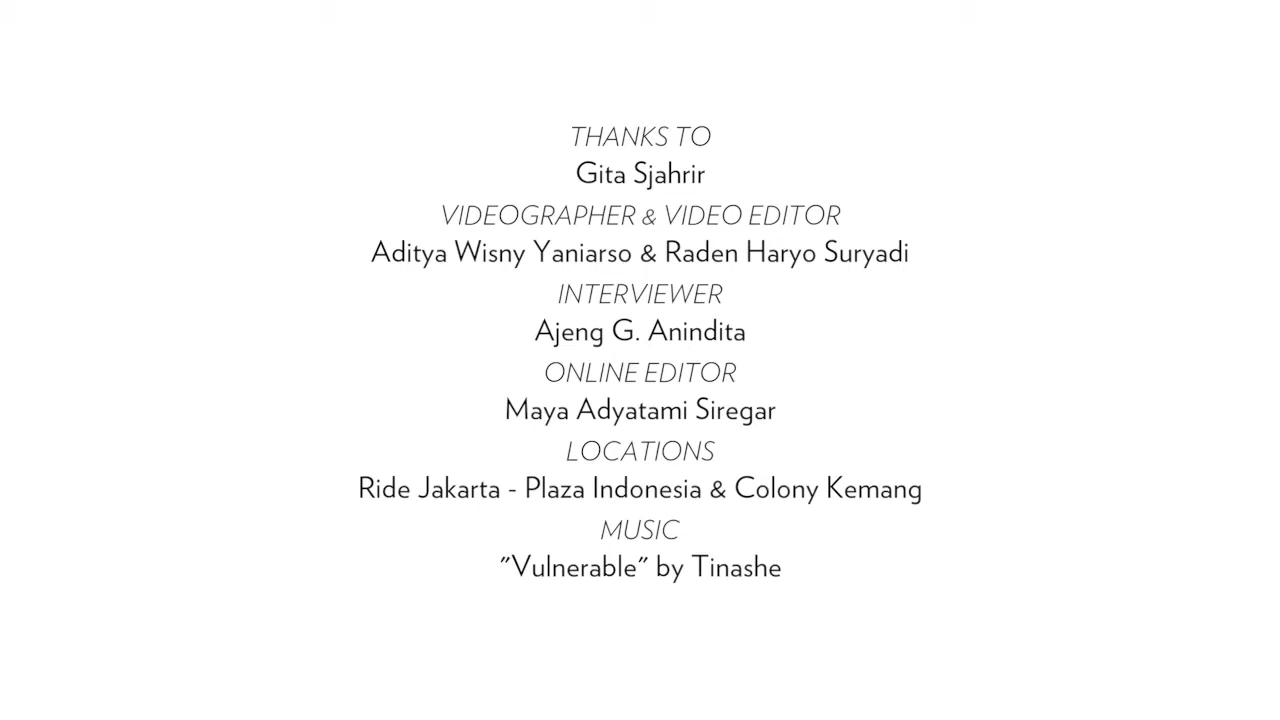 THANKS TO
Gita Sjahrir
VIDEOGRAPHER & VIDEO EDITOR
Aditya Wisny Yaniarso & Raden Haryo Suryadi
INTERVIEWER
Ajeng G. Anindita
ONLINE EDITOR
Maya Adyatami Siregar
LOCATIONS
Ride Jakarta - Plaza Indonesia & Colony Kemang
MUSIC
"Vulnerable" by Tinashe